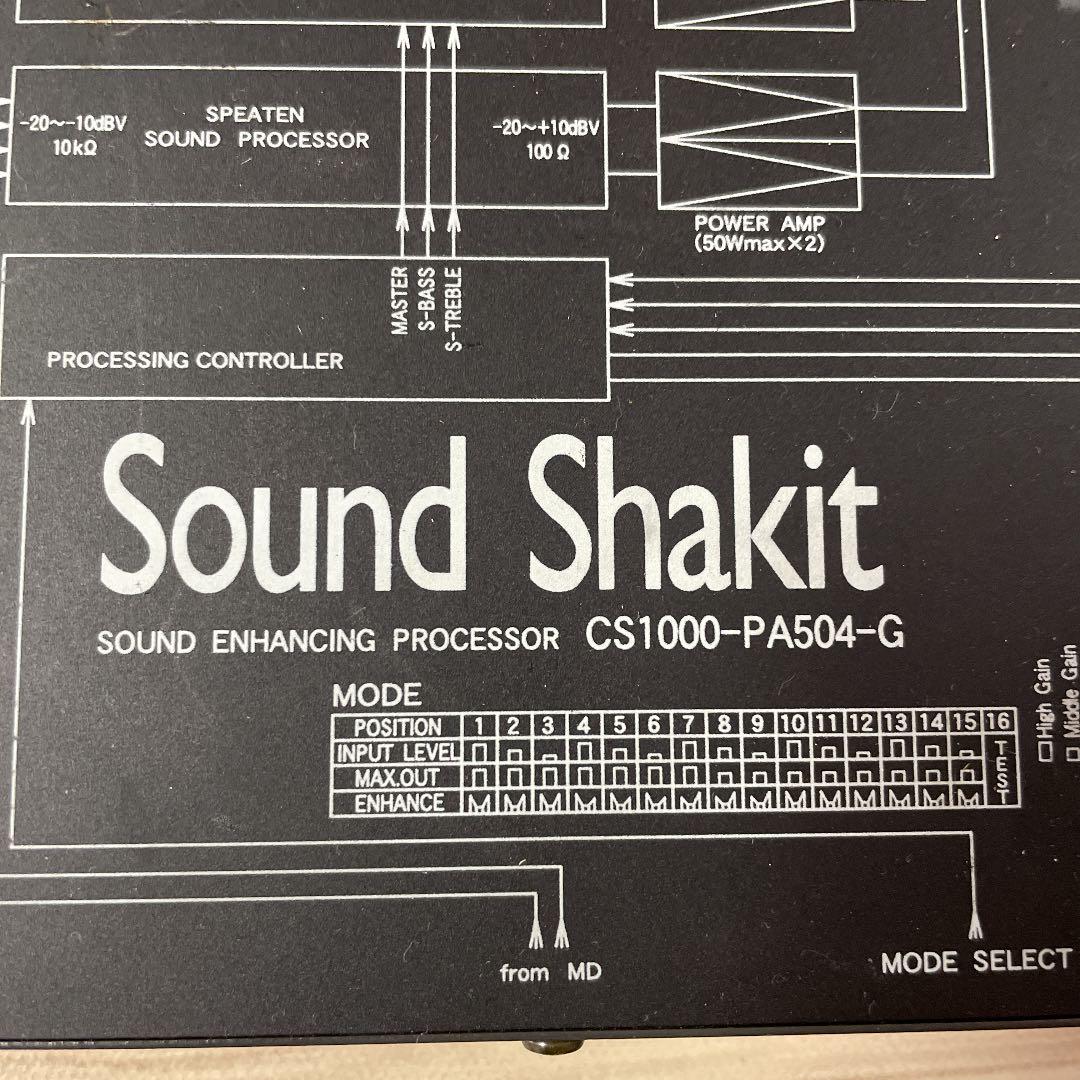 -20~-10dBV
10kΩ
SPEATEN
SOUND PROCESSOR
-20~+10dBV
100Ω
POWER AMP
(50Wmax×2)
MASTER
S-BASS
S-TREBLE
PROCESSING CONTROLLER
Sound Shakit
SOUND ENHANCING PROCESSOR CS1000-PA504-G
High Gain
Middle Gain
MODE
POSITION 1 2 3 4 5 6 7 8 9 10 11 12 13 14 15 16
INPUT LEVEL
MAX.OUT
ENHANCE
TEST
from MD
MODE SELECT